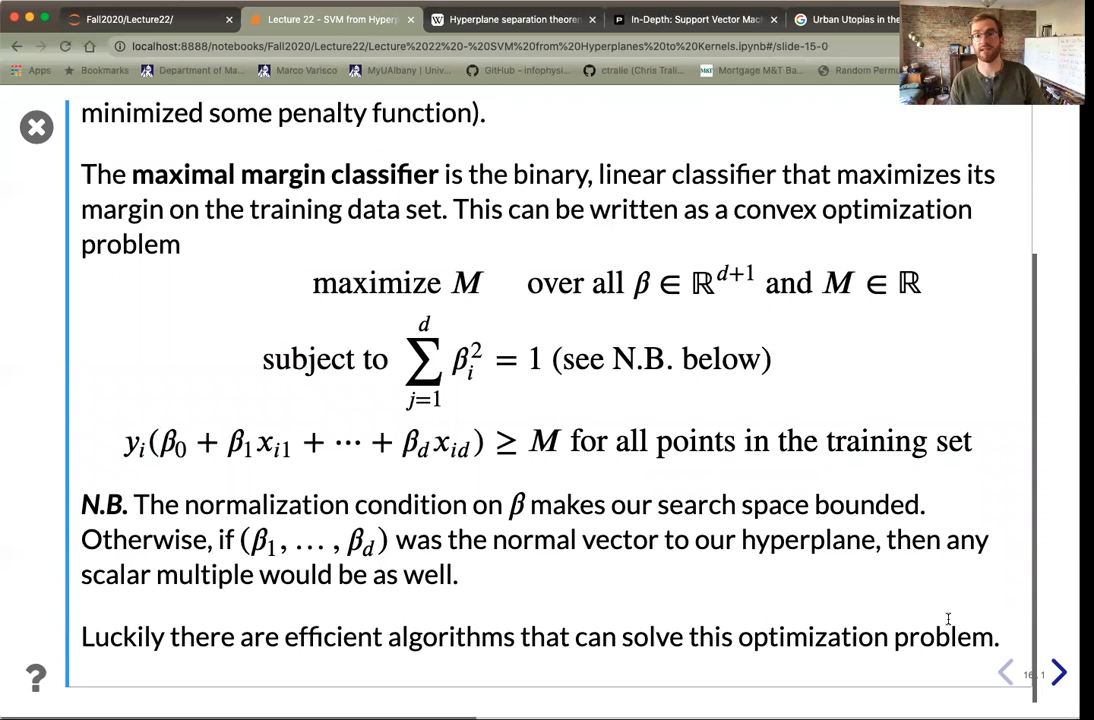 Fall2020/Lecture22/
Lecture 22 - SVM from Hyperp
Hyperplane separation theorem
In-Depth: Support Vector Mac
Urban Utopias in the
localhost:8888/notebooks/Fall2020/Lecture22/Lecture%2022%20-%20SVM%20from%20Hyperplanes%20to%20Kernels.ipynb#/slide-15-0
Apps Bookmarks Department of Ma... Marco Varisco MyUAlbany | Univ... GitHub - infophysi... ctralie (Chris Trali... Mortgage M&T Ba... Random Permu
minimized some penalty function).
The maximal margin classifier is the binary, linear classifier that maximizes its
margin on the training data set. This can be written as a convex optimization
problem
maximize M over all β ∈ ℝ^{d+1} and M ∈ ℝ
subject to ∑_{j=1}^{d} β_i^2 = 1 (see N.B. below)
y_i(β_0 + β_1x_{i1} + ⋯ + β_dx_{id}) ≥ M for all points in the training set
N.B. The normalization condition on β makes our search space bounded.
Otherwise, if (β_1, … , β_d) was the normal vector to our hyperplane, then any
scalar multiple would be as well.
Luckily there are efficient algorithms that can solve this optimization problem.
?